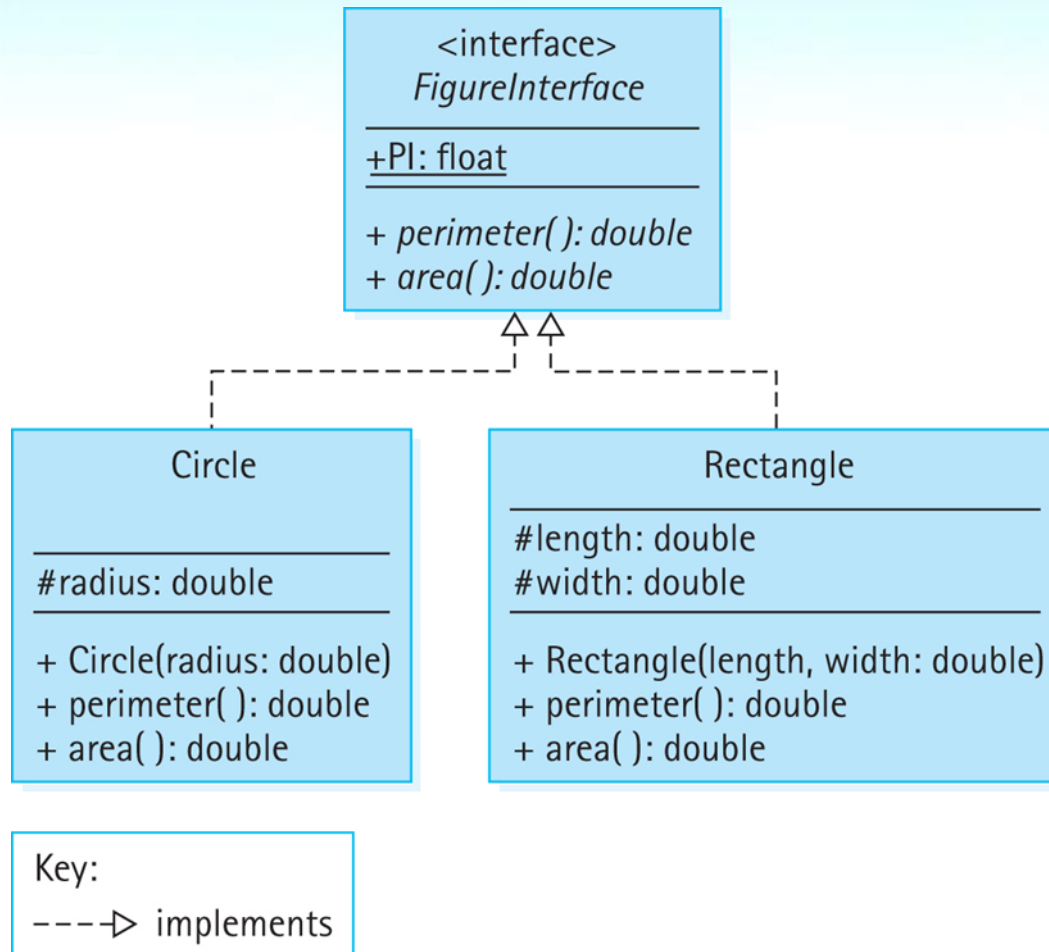 <interface>
FigureInterface
+PI: float
+ perimeter( ): double
+ area( ): double
Circle
#radius: double
+ Circle(radius: double)
+ perimeter( ): double
+ area( ): double
Rectangle
#length: double
#width: double
+ Rectangle(length, width: double)
+ perimeter( ): double
+ area( ): double
Key:
implements